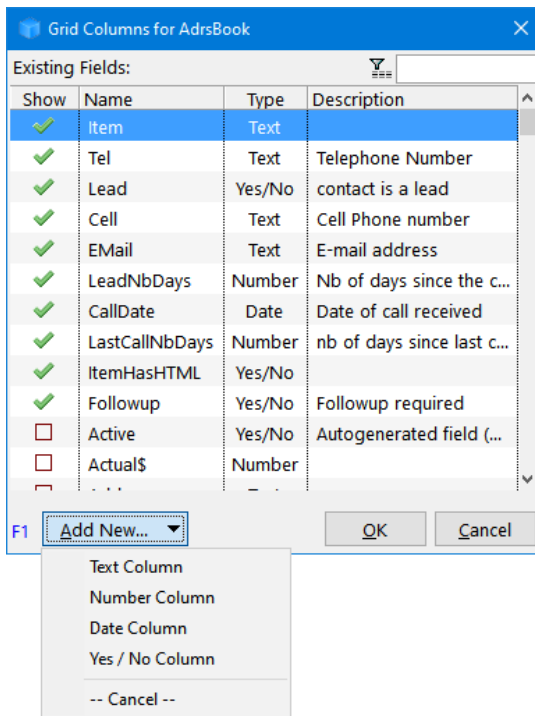 Grid Columns for AdrsBook
Existing Fields:
Show Name Type Description
Item Text
Tel Text Telephone Number
Lead Yes/No contact is a lead
Cell Text Cell Phone number
EMail Text E-mail address
LeadNbDays Number Nb of days since the c...
CallDate Date Date of call received
LastCallNbDays Number nb of days since last c...
ItemHasHTML Yes/No
Followup Yes/No Followup required
Active Yes/No Autogenerated field (...
Actual$ Number
F1 Add New... OK Cancel
Text Column
Number Column
Date Column
Yes / No Column
-- Cancel --